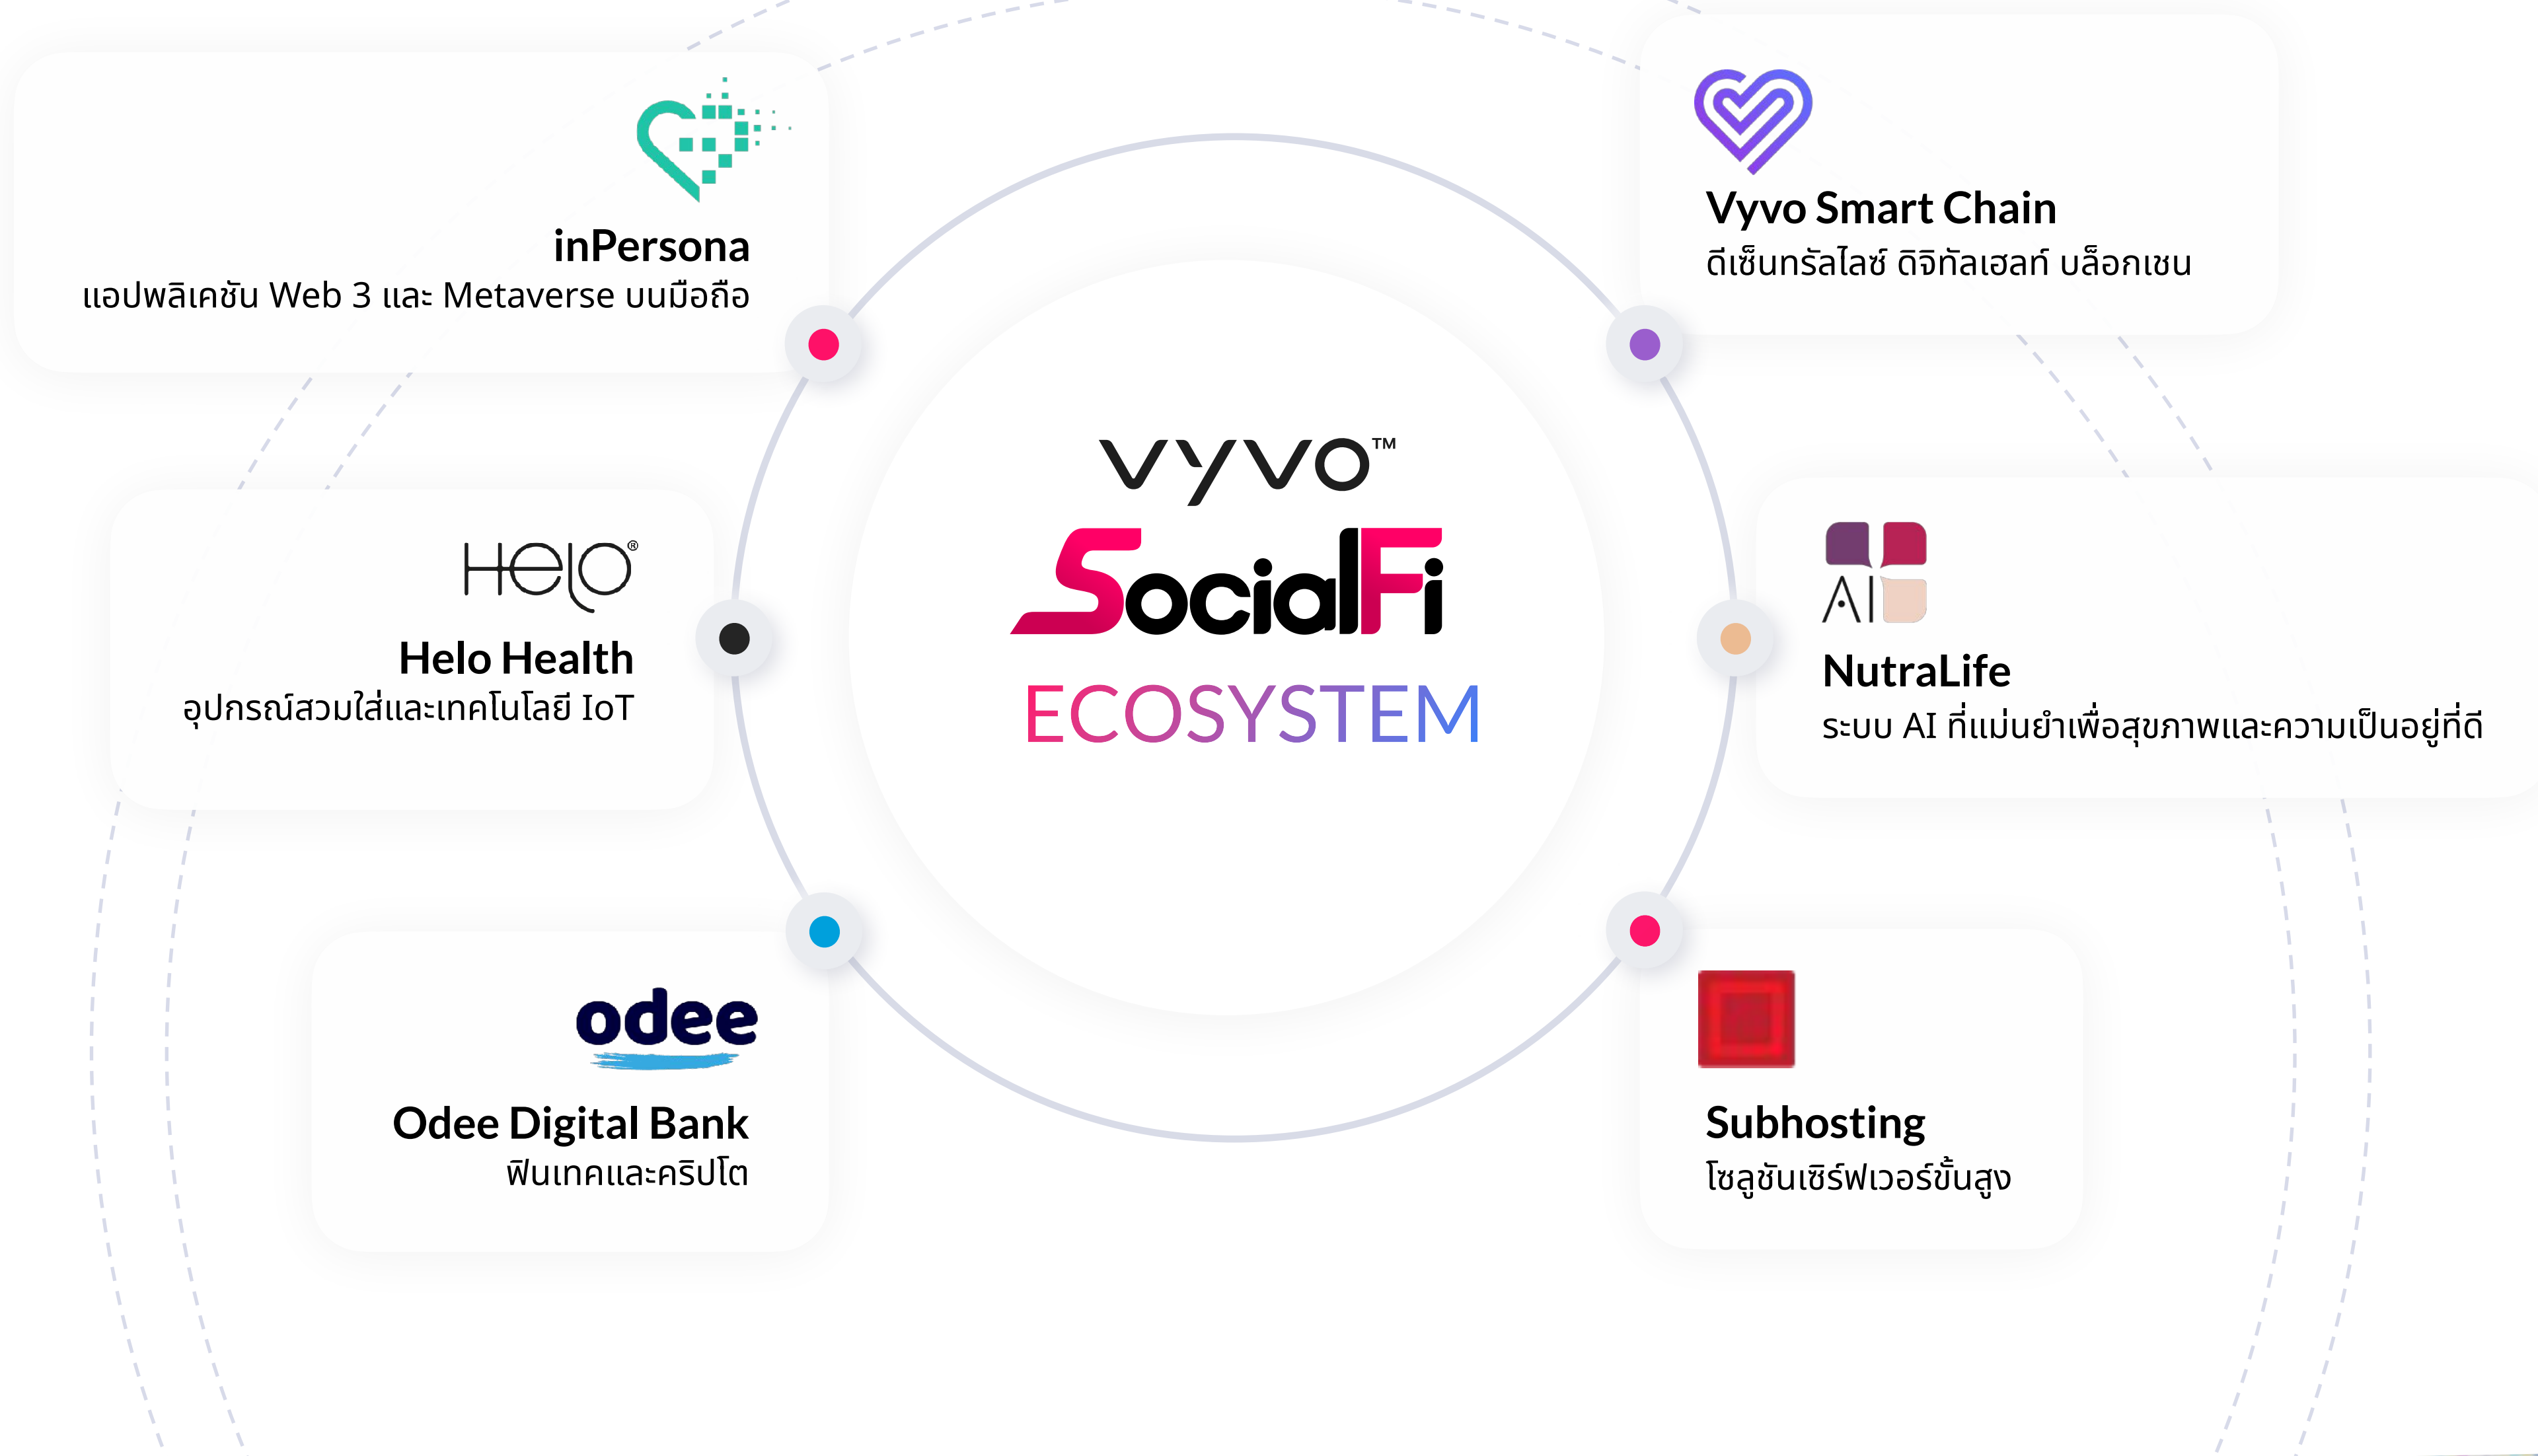 inPersona
แอปพลิเคชัน Web 3 และ Metaverse บนมือถือ
Helo®
Helo Health
อุปกรณ์สวมใส่และเทคโนโลยี IoT
odee
Odee Digital Bank
ฟินเทคและคริปโต
vyvo™
SocialFi
ECOSYSTEM
Vyvo Smart Chain
ดีเซ็นทรัลไลซ์ ดิจิทัลเฮลท์ บล็อกเชน
AI
NutraLife
ระบบ AI ที่แม่นยำเพื่อสุขภาพและความเป็นอยู่ที่ดี
Subhosting
โซลูชันเซิร์ฟเวอร์ขั้นสูง